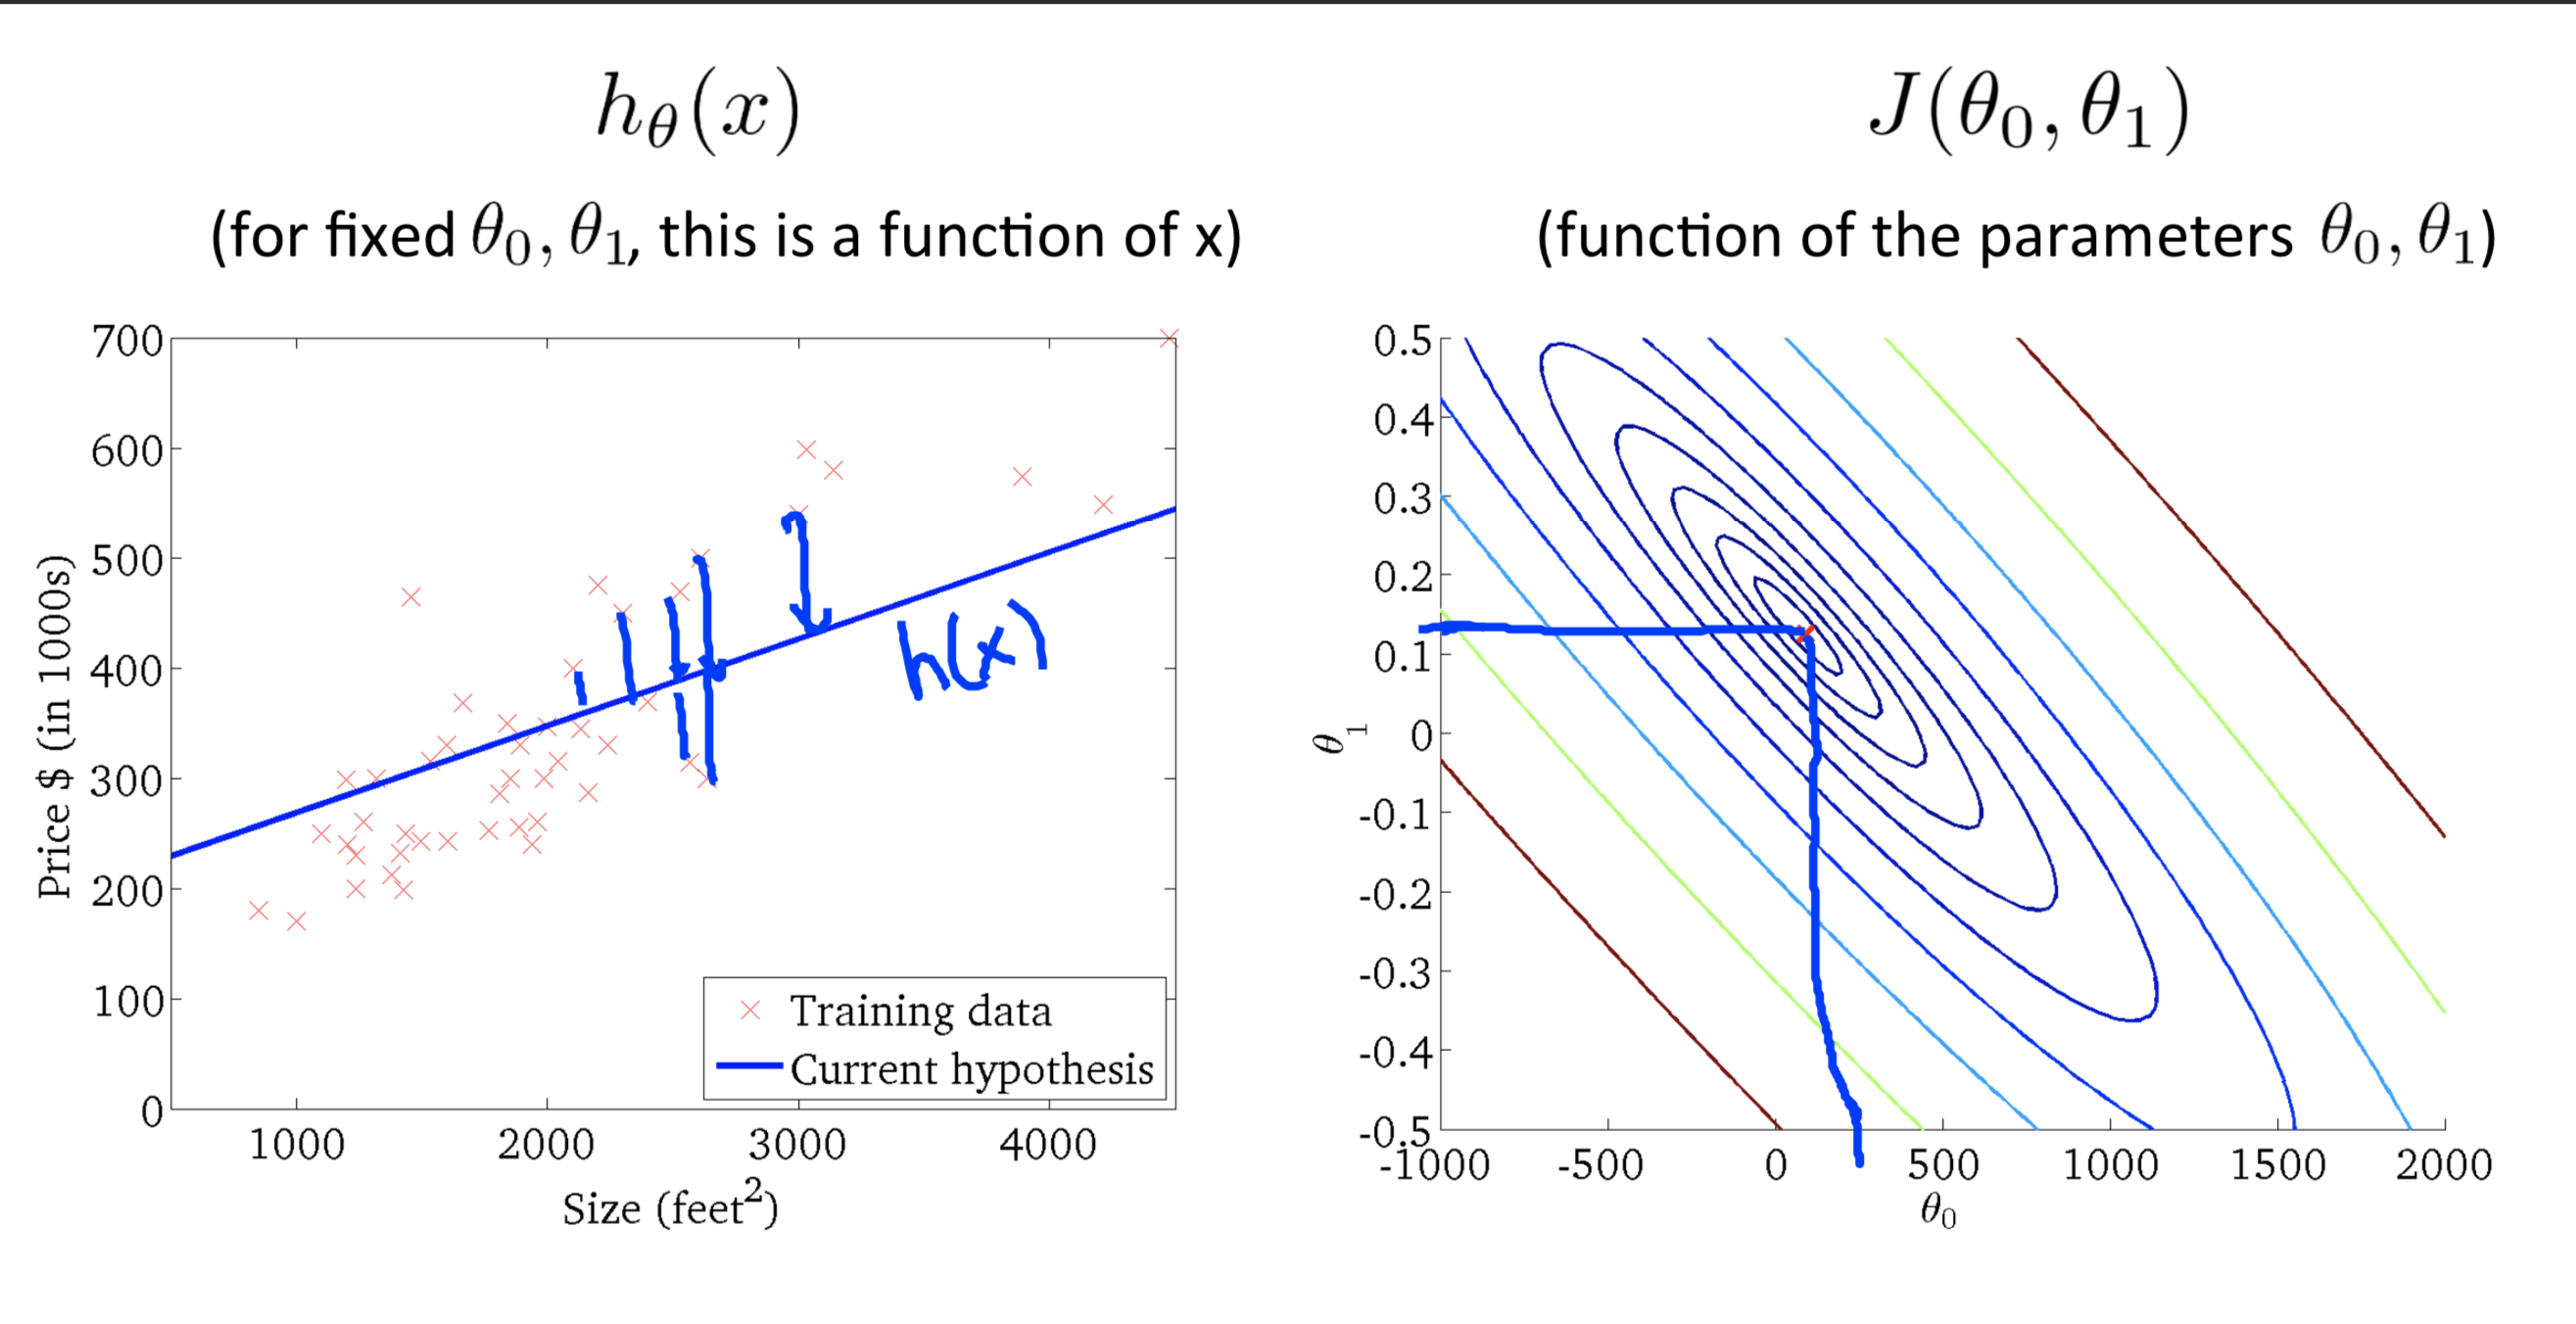 hθ(x)
(for fixed θ0, θ1, this is a function of x)
700
600
500
400
300
200
100
0
Price $ (in 1000s)
h(x)
× Training data
Current hypothesis
1000 2000 3000 4000
Size (feet²)
J(θ0, θ1)
(function of the parameters θ0, θ1)
0.5
0.4
0.3
0.2
0.1
0
-0.1
-0.2
-0.3
-0.4
-0.5
θ1
-1000 -500 0 500 1000 1500 2000
θ0